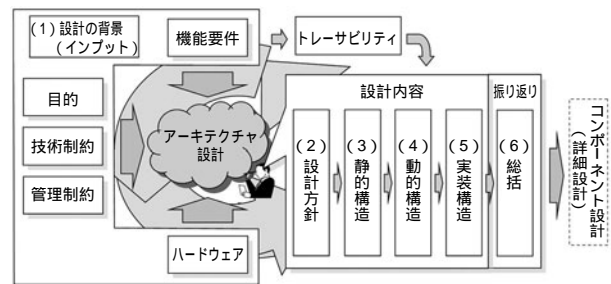 (1)設計の背景
(インプット)
機能要件
トレーサビリティ
目的
技術制約
管理制約
アーキテクチャ
設計
ハードウェア
設計内容
振り返り
(2)設計方針
(3)静的構造
(4)動的構造
(5)実装構造
(6)総括
コンポーネント設計
(詳細設計)